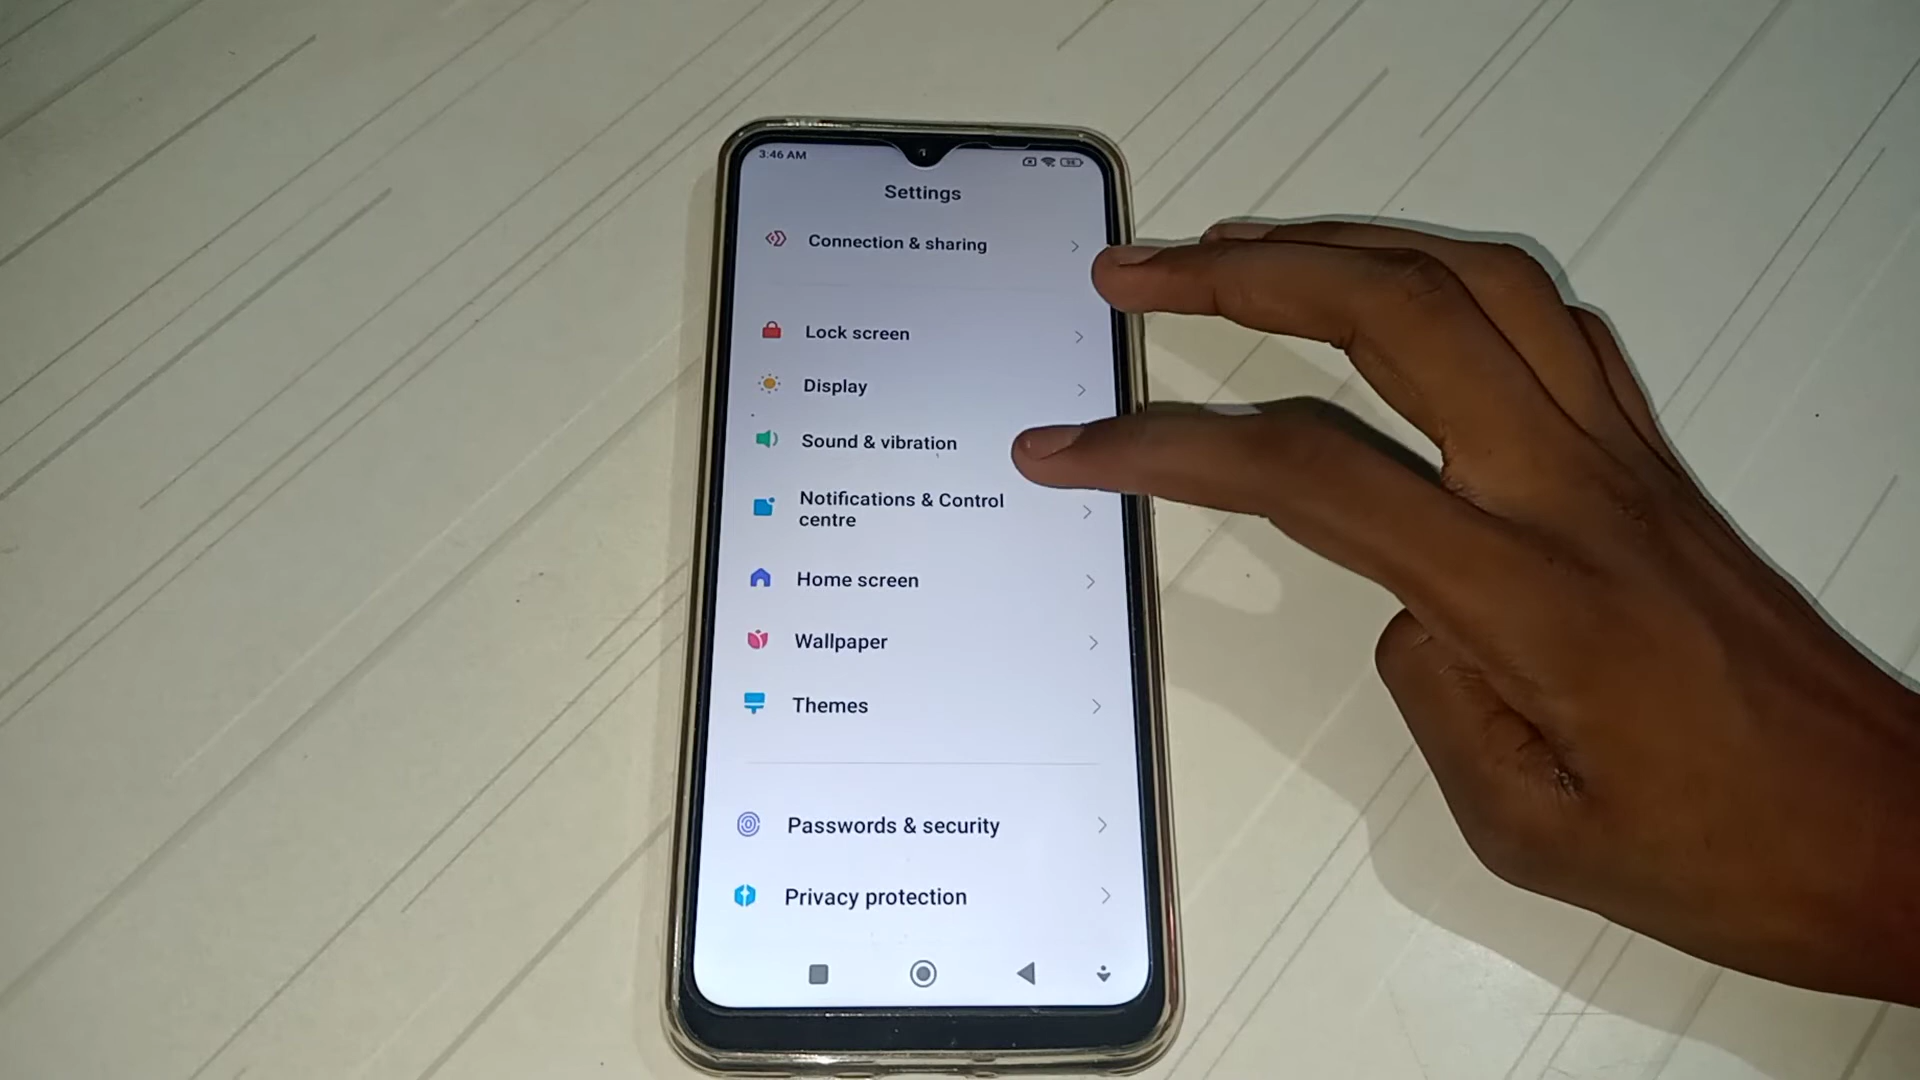 3:46 AM
Settings
Connection & sharing
Lock screen
Display
Sound & vibration
Notifications & Control
centre
Home screen
Wallpaper
Themes
Passwords & security
Privacy protection